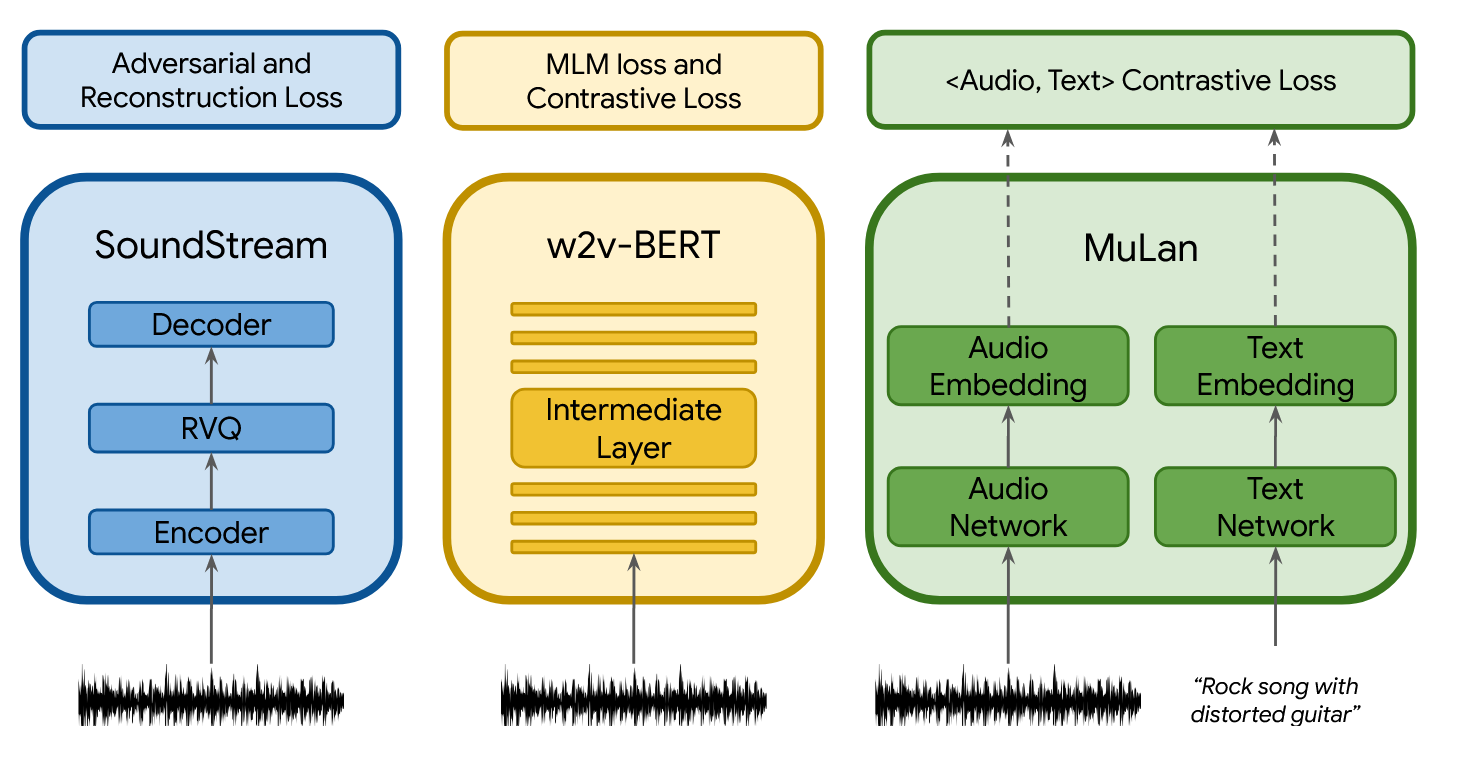 Adversarial and
Reconstruction Loss
MLM loss and
Contrastive Loss
<Audio, Text> Contrastive Loss
SoundStream
Decoder
RVQ
Encoder
w2v-BERT
Intermediate
Layer
MuLan
Audio
Embedding
Text
Embedding
Audio
Network
Text
Network
“Rock song with
distorted guitar”